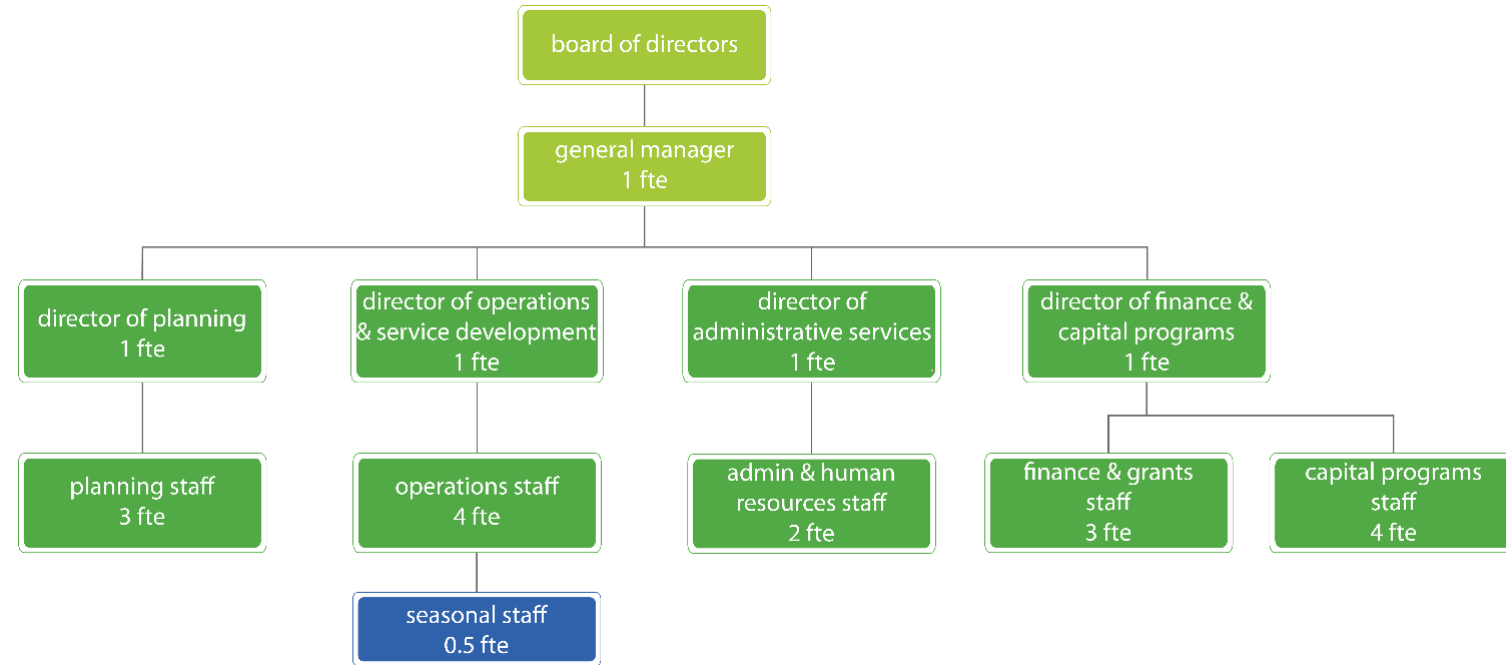 board of directors
general manager
1 fte
director of planning
1 fte
director of operations
& service development
1 fte
director of
administrative services
1 fte
director of finance &
capital programs
1 fte
planning staff
3 fte
operations staff
4 fte
admin & human
resources staff
2 fte
finance & grants
staff
3 fte
capital programs
staff
4 fte
seasonal staff
0.5 fte